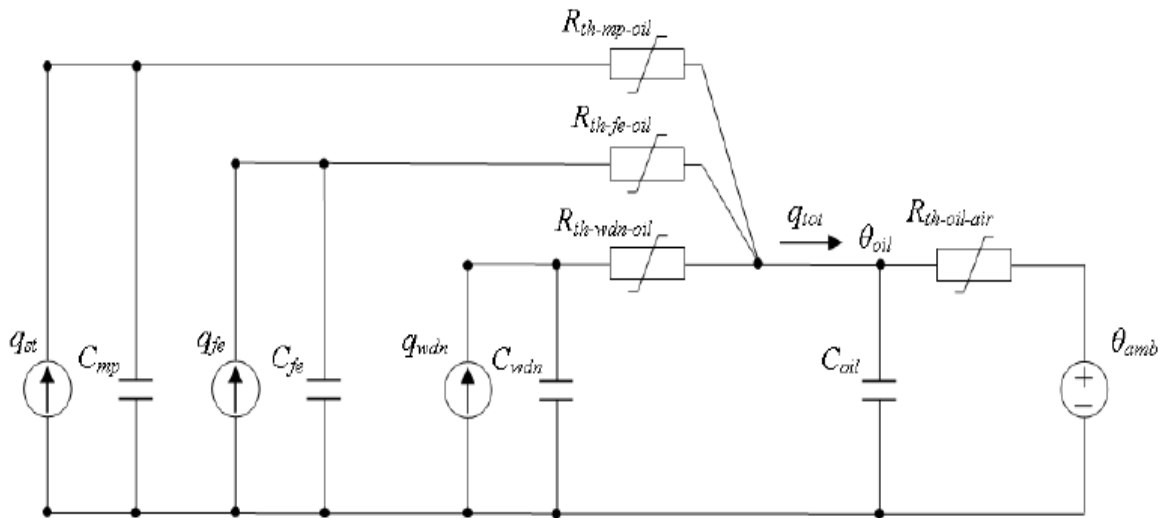 R_th-mp-oil
R_th-fe-oil
R_th-wdn-oil
q_tot
θ_oil
R_th-oil-air
q_st
C_mp
q_fe
C_fe
q_wdn
C_wdn
C_oil
θ_amb
+
−